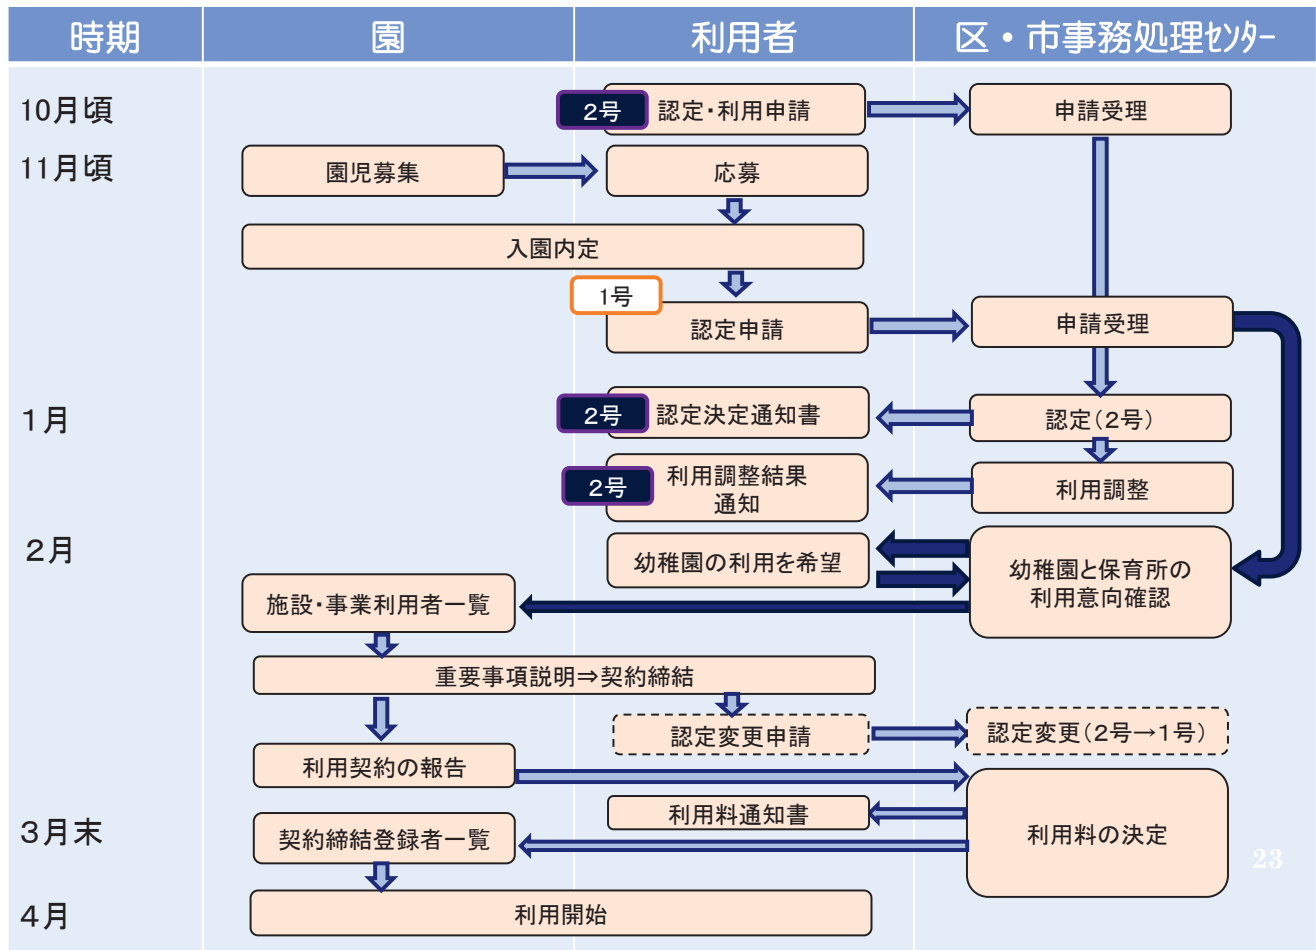 時期
園
利用者
区・市事務処理ｾﾝﾀｰ
10月頃
2号
認定・利用申請
申請受理
11月頃
園児募集
応募
入園内定
1号
認定申請
申請受理
1月
2号
認定決定通知書
認定（2号）
2号
利用調整結果
通知
利用調整
2月
幼稚園の利用を希望
幼稚園と保育所の
利用意向確認
施設・事業利用者一覧
重要事項説明⇒契約締結
認定変更申請
認定変更（2号→1号）
利用契約の報告
利用料通知書
利用料の決定
3月末
契約締結登録者一覧
23
4月
利用開始